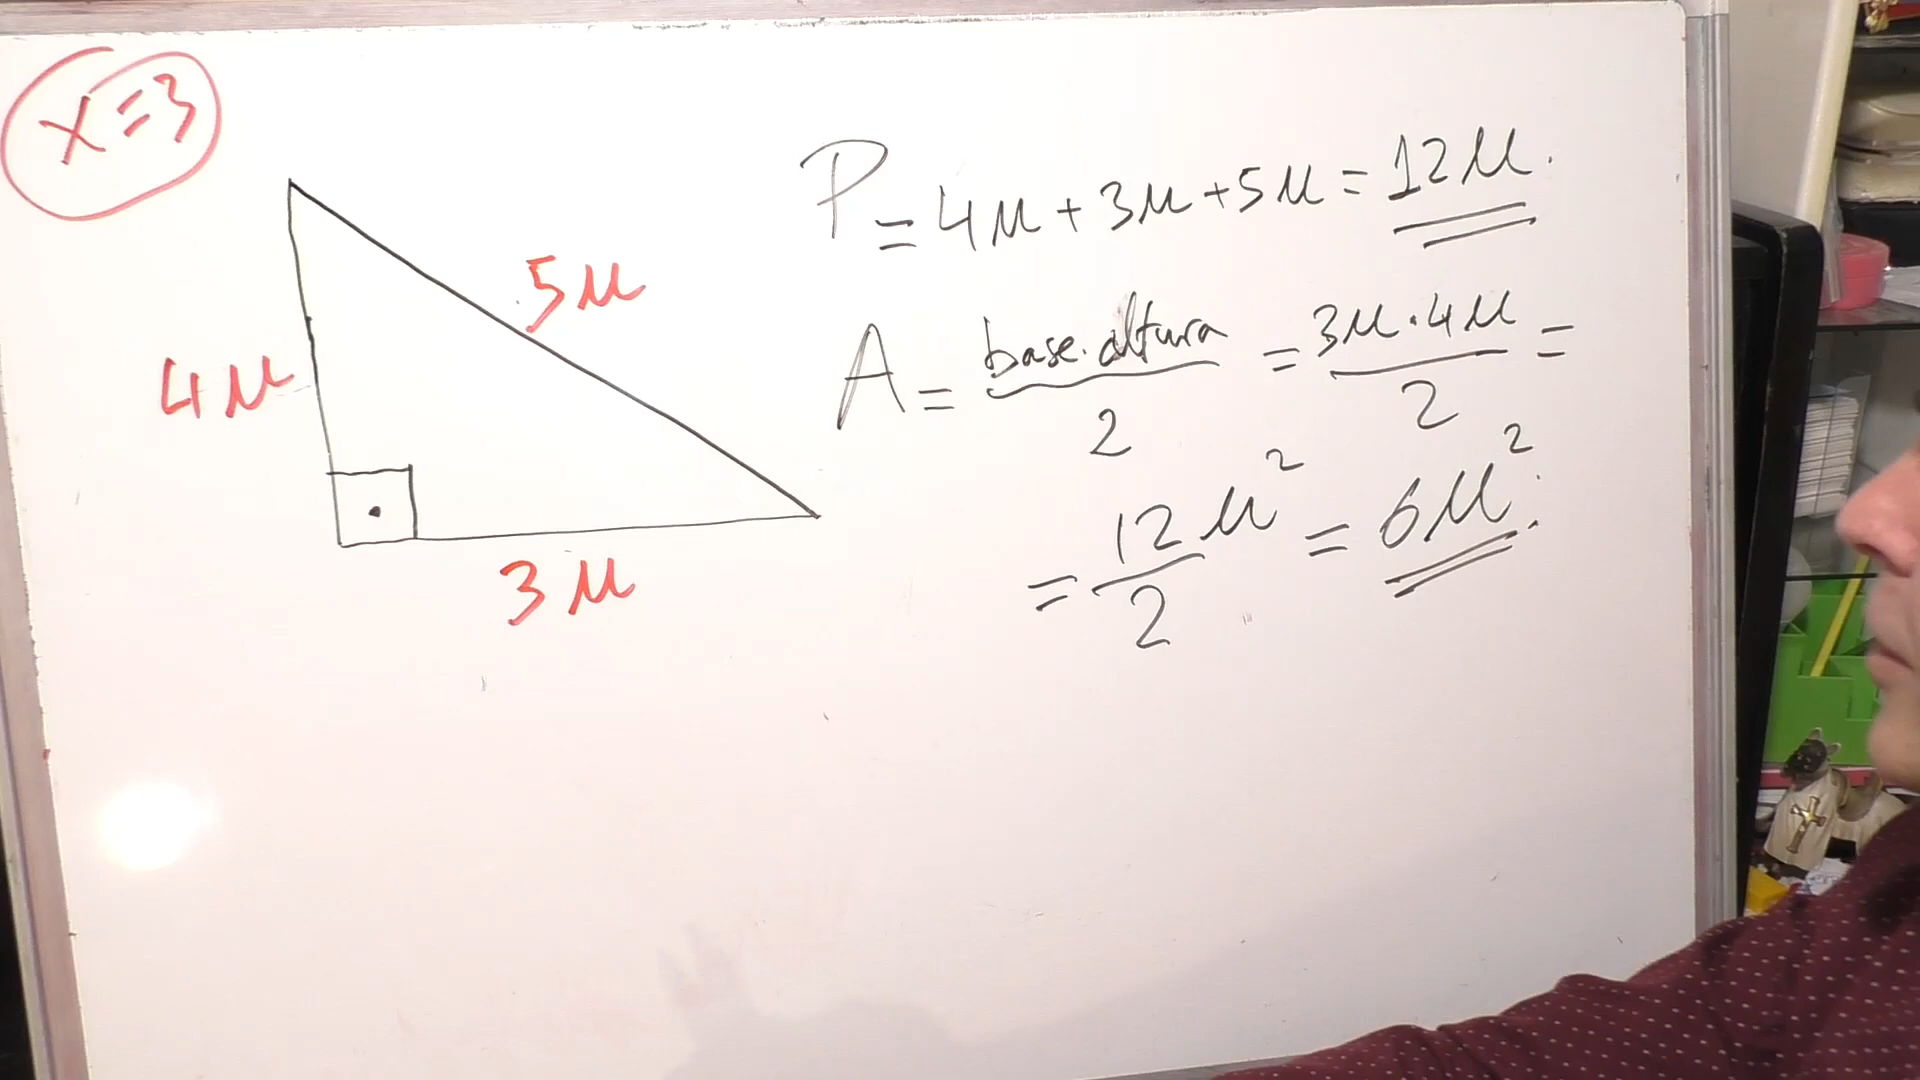 x=3
P = 4u + 3u + 5u = 12u.
5u
4u
A = base.altura / 2 = 3u.4u / 2 =
= 12u² / 2 = 6u².
3u